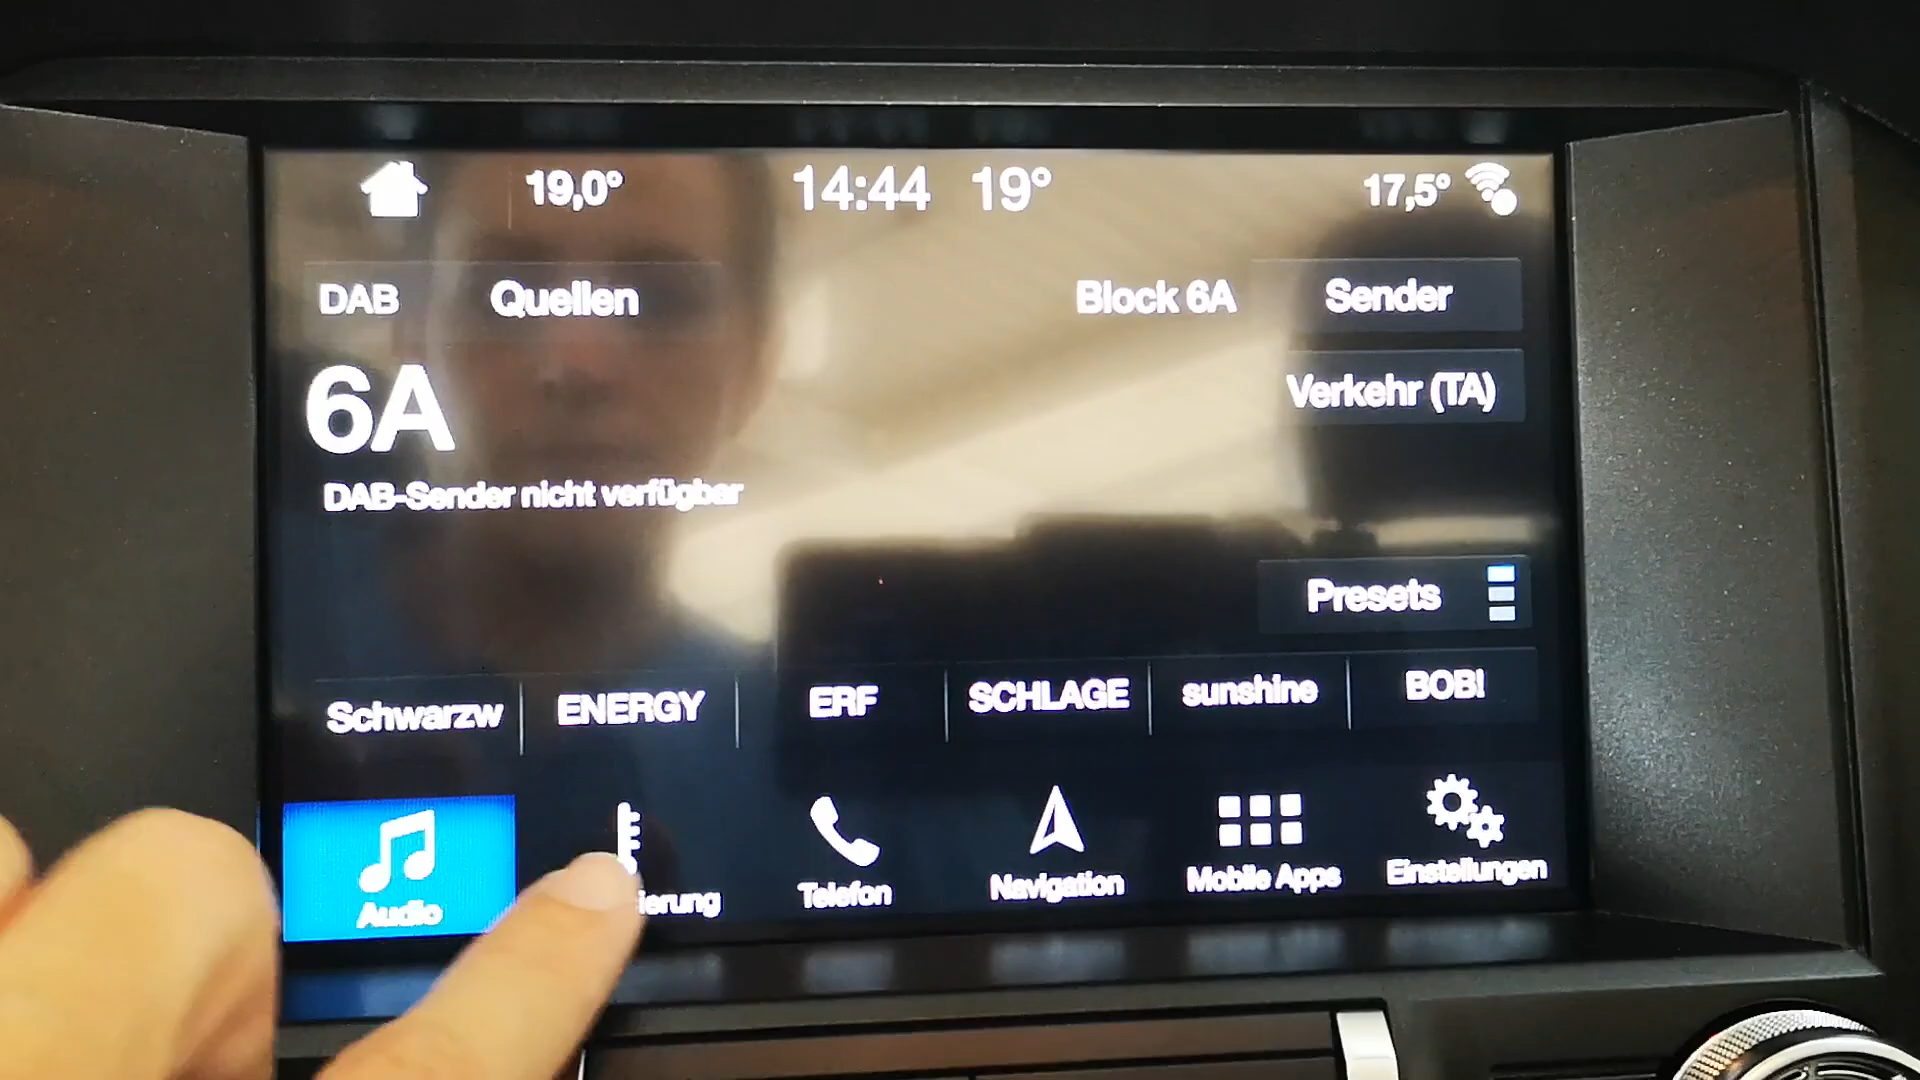 19,0° 14:44 19° 17,5°
DAB Quellen Block 6A Sender
6A Verkehr (TA)
DAB-Sender nicht verfügbar
Presets
Schwarzw ENERGY ERF SCHLAGE sunshine BOB!
Audio ierung Telefon Navigation Mobile Apps Einstellungen